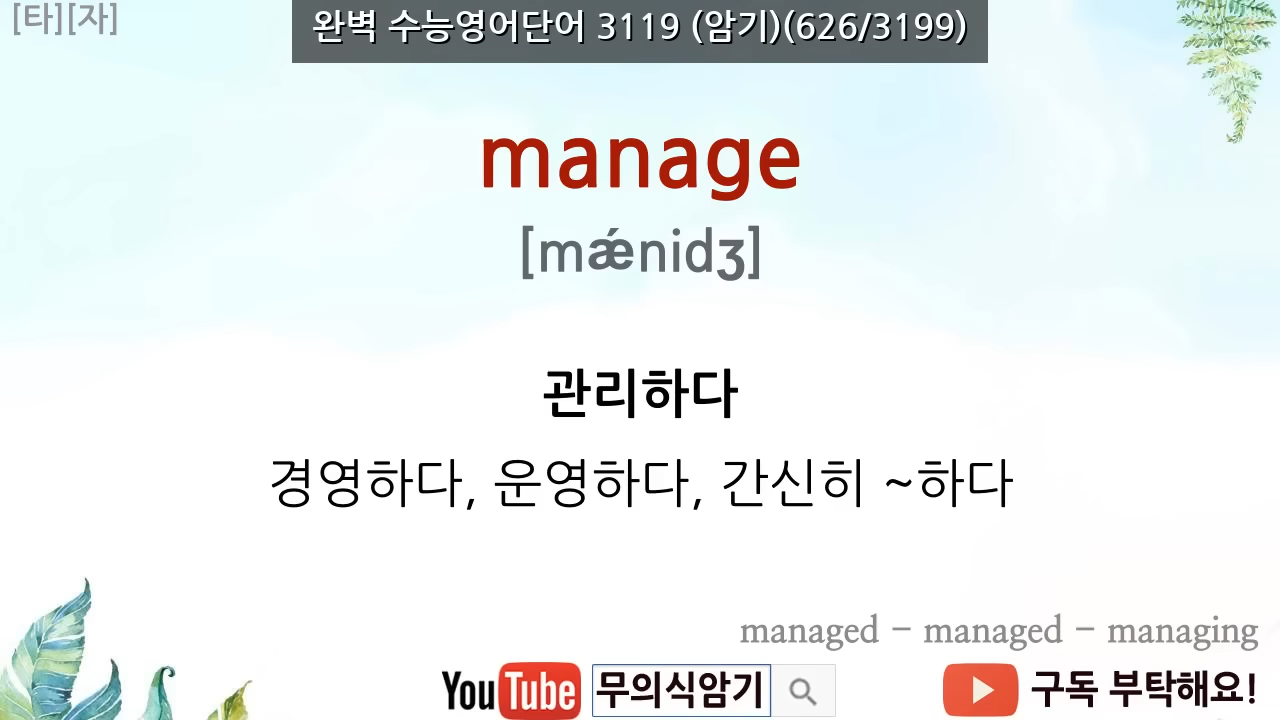 [타][자]
완벽 수능영어단어 3119 (암기)(626/3199)
manage
[mǽnidʒ]
관리하다
경영하다, 운영하다, 간신히 ~하다
managed - managed - managing
YouTube 무의식암기 구독 부탁해요!